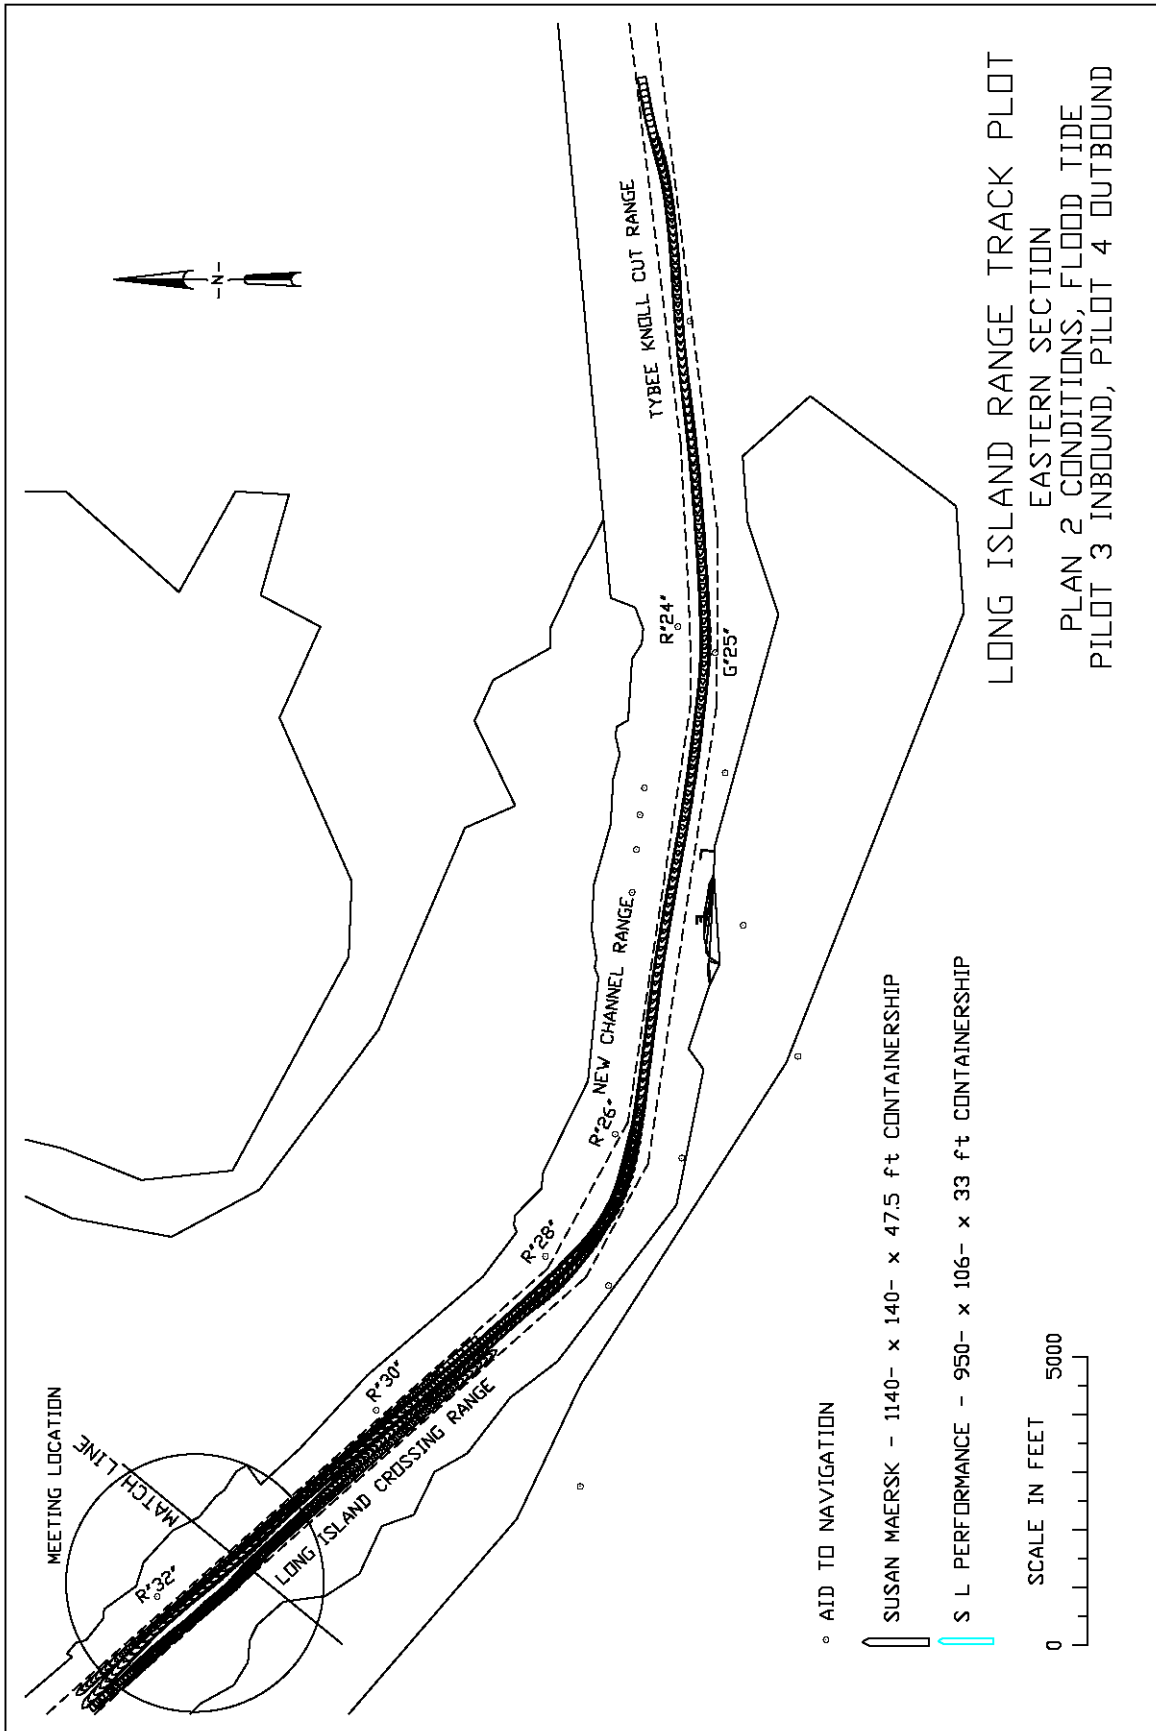 MEETING LOCATION
MATCH LINE
R"32"
R"30"
LONG ISLAND CROSSING RANGE
R"28"
R"26"
NEW CHANNEL RANGE
R"24"
G"25"
TYBEE KNOLL CUT RANGE
-N-
AID TO NAVIGATION
SUSAN MAERSK - 1140- x 140- x 47.5 ft CONTAINERSHIP
S L PERFORMANCE - 950- x 106- x 33 ft CONTAINERSHIP
SCALE IN FEET
0 5000
LONG ISLAND RANGE TRACK PLOT
EASTERN SECTION
PLAN 2 CONDITIONS, FLOOD TIDE
PILOT 3 INBOUND, PILOT 4 OUTBOUND